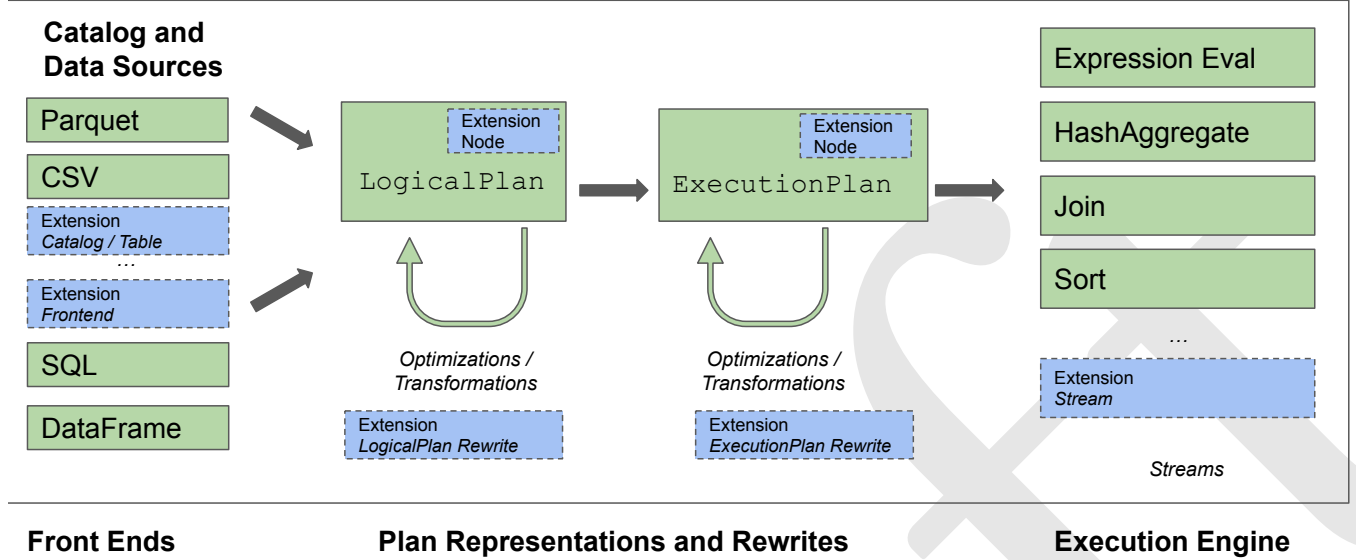 Catalog and
Data Sources
Parquet
CSV
Extension
Catalog / Table
...
Extension
Frontend
SQL
DataFrame
Extension
Node
LogicalPlan
Optimizations /
Transformations
Extension
LogicalPlan Rewrite
Extension
Node
ExecutionPlan
Optimizations /
Transformations
Extension
ExecutionPlan Rewrite
Expression Eval
HashAggregate
Join
Sort
...
Extension
Stream
Streams
Front Ends
Plan Representations and Rewrites
Execution Engine